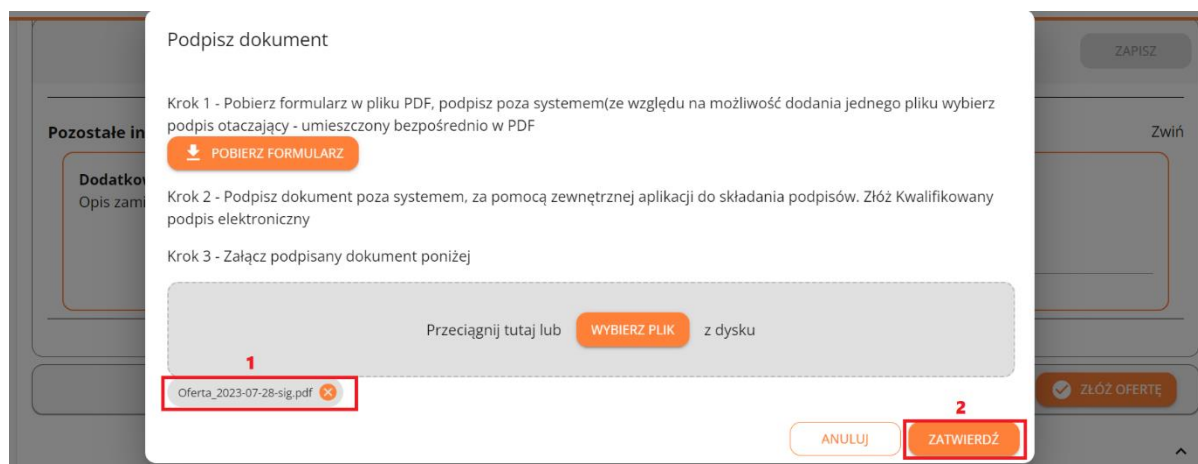 Podpisz dokument
ZAPISZ
Krok 1 - Pobierz formularz w pliku PDF, podpisz poza systemem(ze względu na możliwość dodania jednego pliku wybierz
podpis otaczający - umieszczony bezpośrednio w PDF
Pozostałe in
Zwiń
POBIERZ FORMULARZ
Dodatkow
Opis zami
Krok 2 - Podpisz dokument poza systemem, za pomocą zewnętrznej aplikacji do składania podpisów. Złóż Kwalifikowany
podpis elektroniczny
Krok 3 - Załącz podpisany dokument poniżej
Przeciągnij tutaj lub WYBIERZ PLIK z dysku
1
Oferta_2023-07-28-sig.pdf
ZŁÓŻ OFERTĘ
2
ANULUJ
ZATWIERDŹ